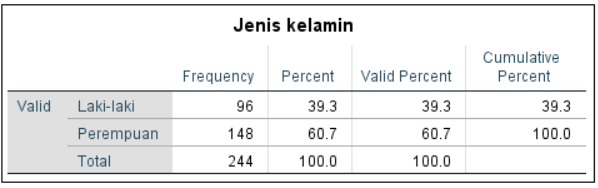 Jenis kelamin
Frequency Percent Valid Percent Cumulative Percent
Valid Laki-laki 96 39.3 39.3 39.3
Perempuan 148 60.7 60.7 100.0
Total 244 100.0 100.0